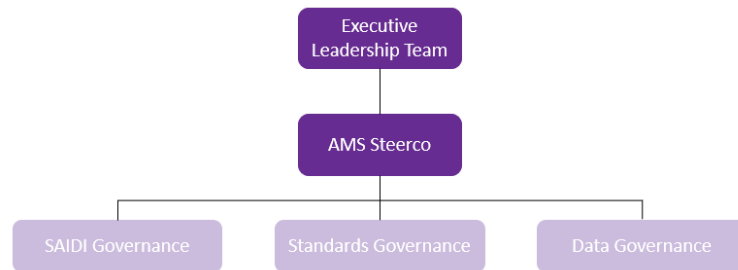 Executive
Leadership Team
AMS Steerco
SAIDI Governance
Standards Governance
Data Governance